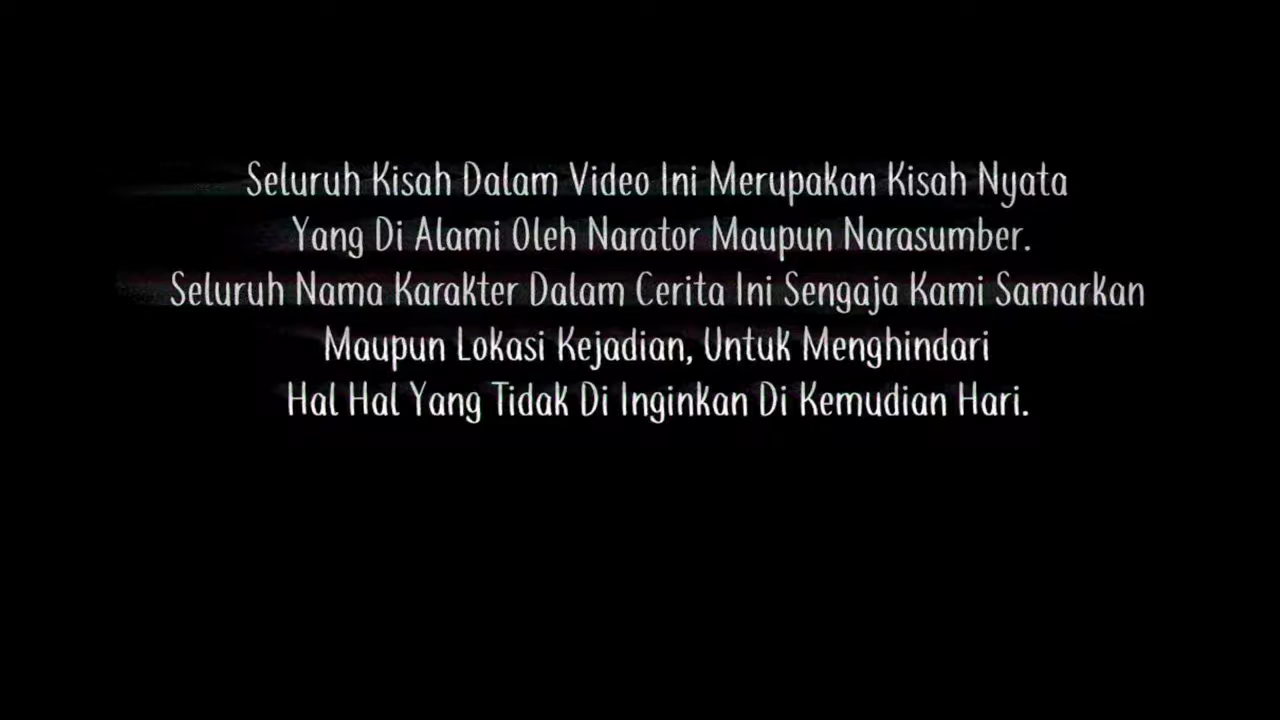 Seluruh Kisah Dalam Video Ini Merupakan Kisah Nyata
Yang Di Alami Oleh Narator Maupun Narasumber.
Seluruh Nama Karakter Dalam Cerita Ini Sengaja Kami Samarkan
Maupun Lokasi Kejadian, Untuk Menghindari
Hal Hal Yang Tidak Di Inginkan Di Kemudian Hari.